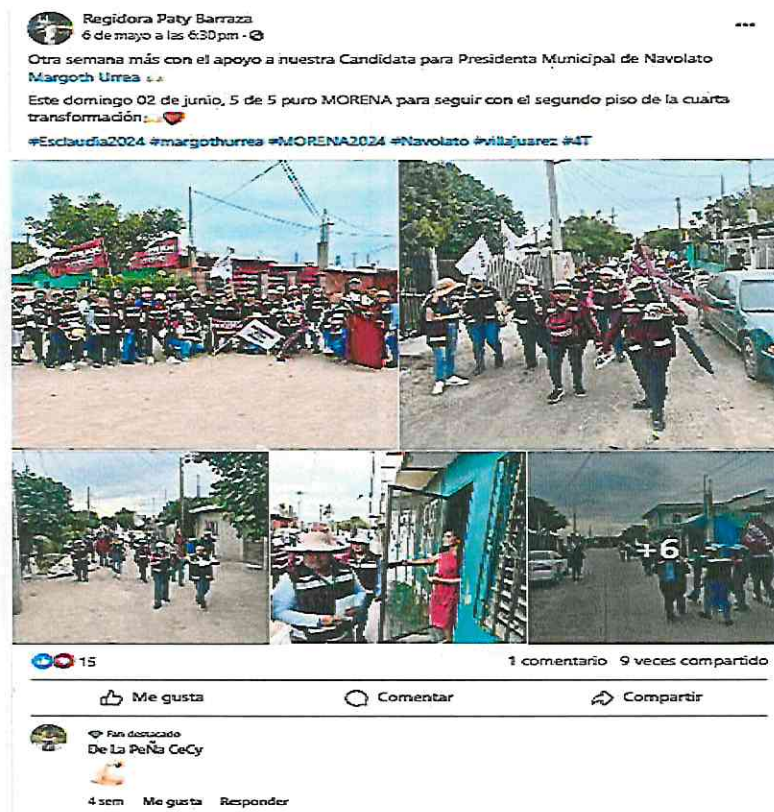 Regidora Paty Barraza
6 de mayo a las 6:30 pm
Otra semana más con el apoyo a nuestra Candidata para Presidenta Municipal de Navolato
Margoth Urrea
Este domingo 02 de junio, 5 de 5 puro MORENA para seguir con el segundo piso de la cuarta
transformación
#Esclaudia2024 #margothurrea #MORENA2024 #Navolato #villajuarez #4T
+6
15
1 comentario 9 veces compartido
Me gusta Comentar Compartir
Fan destacado
De La PeÑa CeCy
4 sem Me gusta Responder